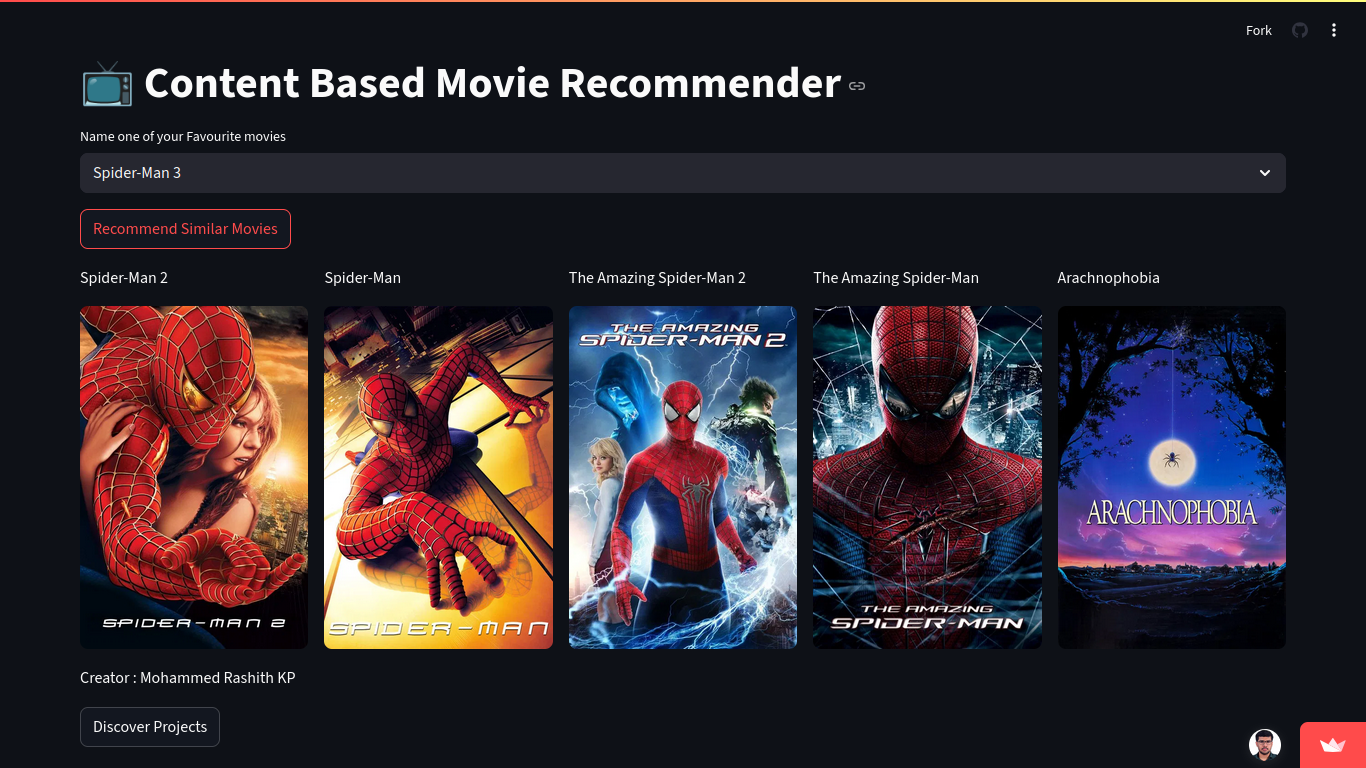 Fork
Content Based Movie Recommender
Name one of your Favourite movies
Spider-Man 3
Recommend Similar Movies
Spider-Man 2
Spider-Man
The Amazing Spider-Man 2
The Amazing Spider-Man
Arachnophobia
SPIDER-MAN 2
SPIDER-MAN
THE AMAZING
SPIDER-MAN 2
THE AMAZING
SPIDER-MAN
ARACHNOPHOBIA
Creator : Mohammed Rashith KP
Discover Projects